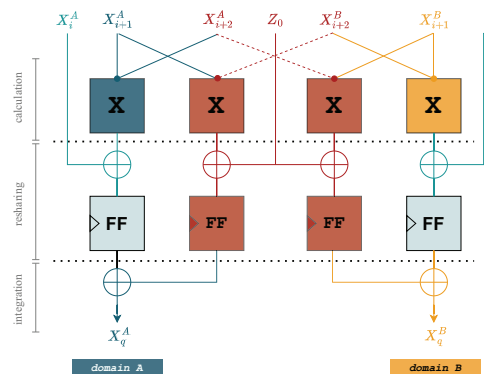 X_i^A X_{i+1}^A X_{i+2}^A Z_0 X_{i+2}^B X_{i+1}^B
calculation
X X X X
resharing
FF FF FF FF
integration
X_q^A X_q^B
domain A domain B